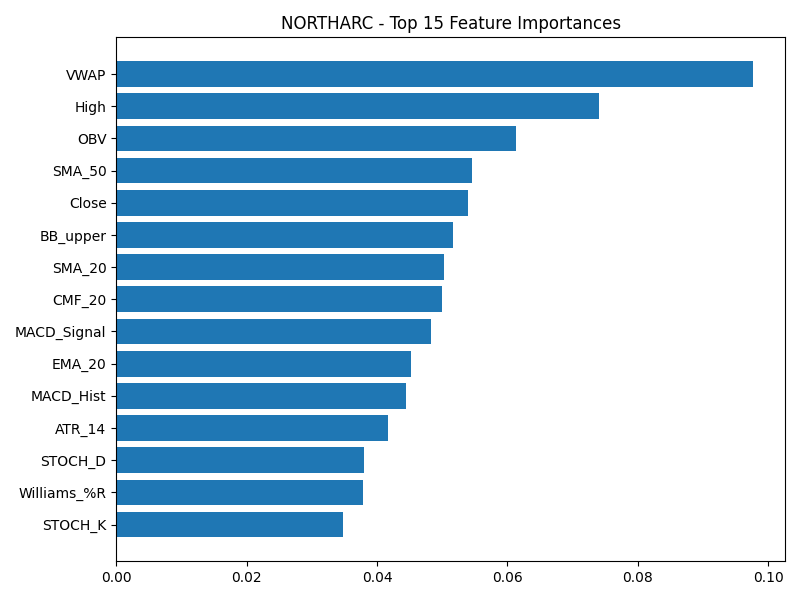 NORTHARC - Top 15 Feature Importances
VWAP
High
OBV
SMA_50
Close
BB_upper
SMA_20
CMF_20
MACD_Signal
EMA_20
MACD_Hist
ATR_14
STOCH_D
Williams_%R
STOCH_K
0.00 0.02 0.04 0.06 0.08 0.10